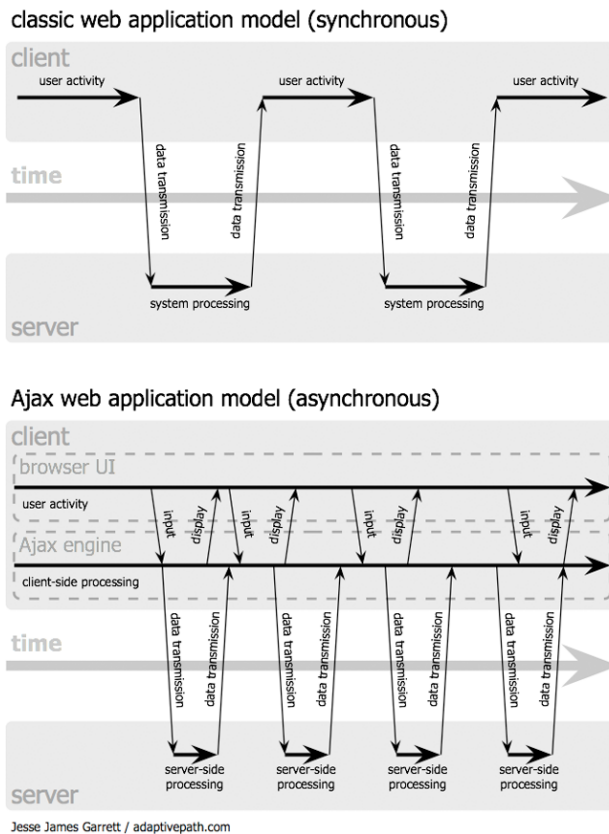 classic web application model (synchronous)
client
user activity
user activity
user activity
data transmission
data transmission
data transmission
data transmission
time
system processing
system processing
server
Ajax web application model (asynchronous)
client
browser UI
user activity
input
display
input
display
input
display
input
display
Ajax engine
client-side processing
data transmission
data transmission
data transmission
data transmission
data transmission
data transmission
data transmission
data transmission
time
server-side
processing
server-side
processing
server-side
processing
server-side
processing
server
Jesse James Garrett / adaptivepath.com